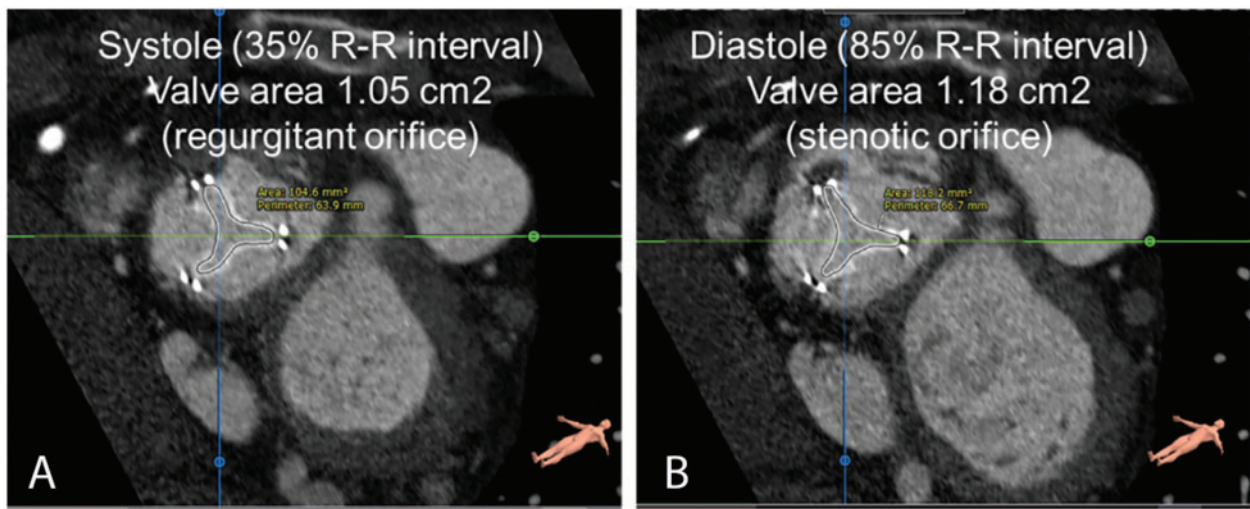 Systole (35% R-R interval)
Valve area 1.05 cm2
(regurgitant orifice)
Area: 104.6 mm²
Perimeter: 63.9 mm
A
Diastole (85% R-R interval)
Valve area 1.18 cm2
(stenotic orifice)
Area: 118.2 mm²
Perimeter: 66.7 mm
B